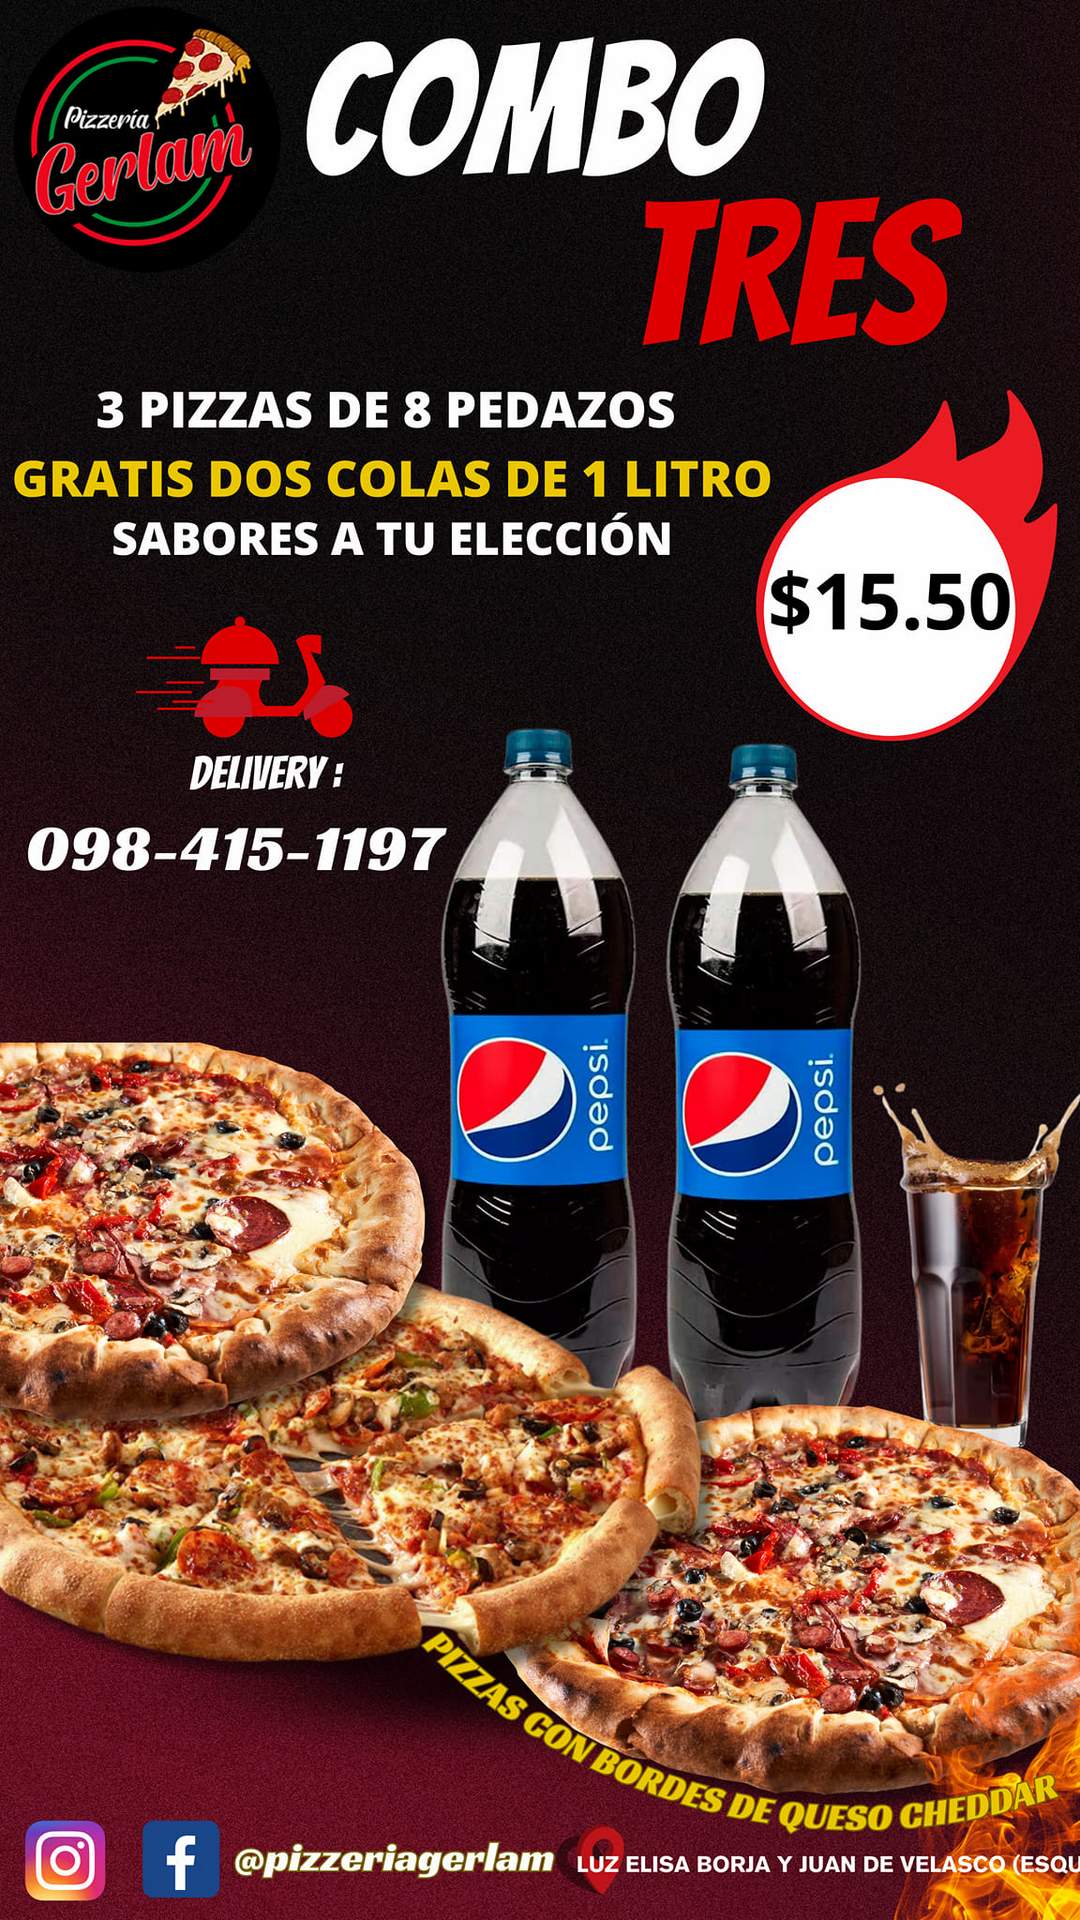 Pizzería
Gerlam
COMBO
TRES
3 PIZZAS DE 8 PEDAZOS
GRATIS DOS COLAS DE 1 LITRO
SABORES A TU ELECCIÓN
$15.50
DELIVERY :
098-415-1197
pepsi.
pepsi.
PIZZAS CON BORDES DE QUESO CHEDDAR
@pizzeriagerlam
LUZ ELISA BORJA Y JUAN DE VELASCO (ESQU